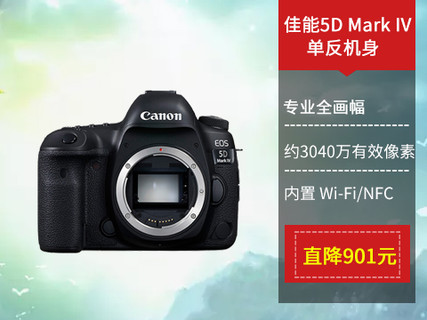 佳能5D Mark IV
单反机身
专业全画幅
约3040万有效像素
内置 Wi-Fi/NFC
直降901元
Canon
EOS
5D
Mark IV